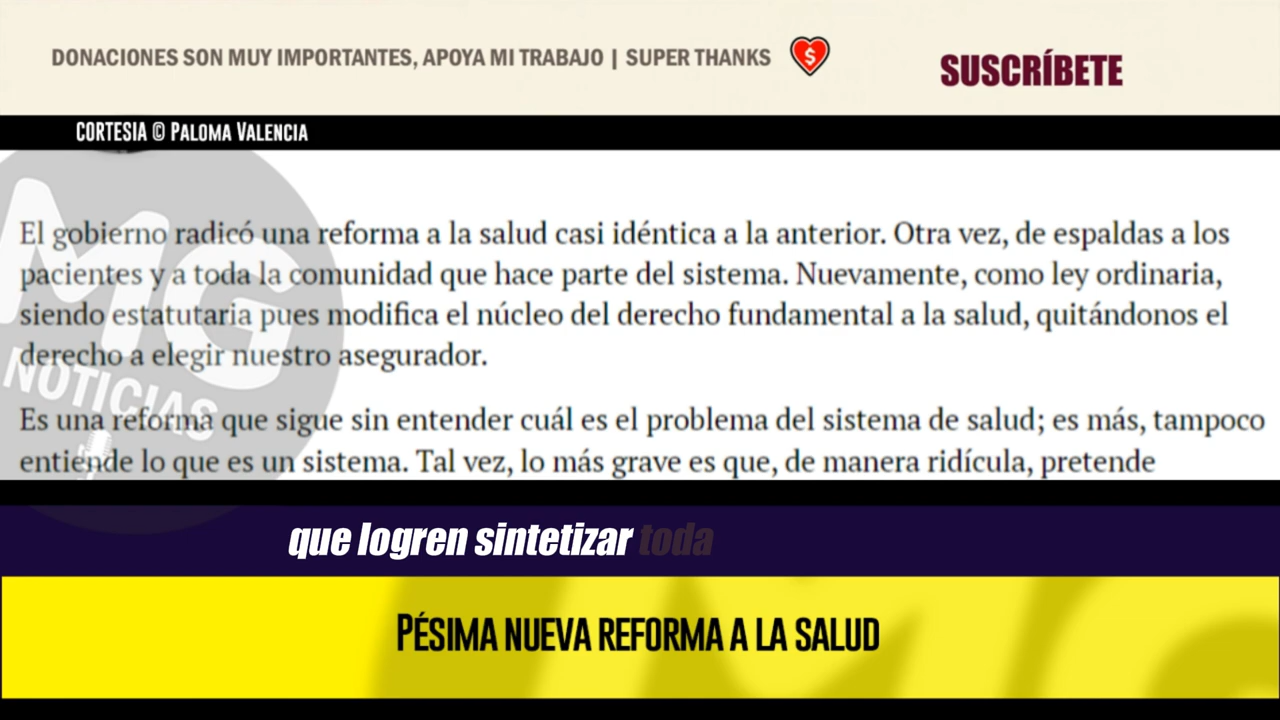 DONACIONES SON MUY IMPORTANTES, APOYA MI TRABAJO | SUPER THANKS
$
SUSCRÍBETE
CORTESIA © PALOMA VALENCIA
El gobierno radicó una reforma a la salud casi idéntica a la anterior. Otra vez, de espaldas a los
pacientes y a toda la comunidad que hace parte del sistema. Nuevamente, como ley ordinaria,
siendo estatutaria pues modifica el núcleo del derecho fundamental a la salud, quitándonos el
derecho a elegir nuestro asegurador.
Es una reforma que sigue sin entender cuál es el problema del sistema de salud; es más, tampoco
entiende lo que es un sistema. Tal vez, lo más grave es que, de manera ridícula, pretende
MG
NOTICIAS
que logren sintetizar toda
PÉSIMA NUEVA REFORMA A LA SALUD
MG